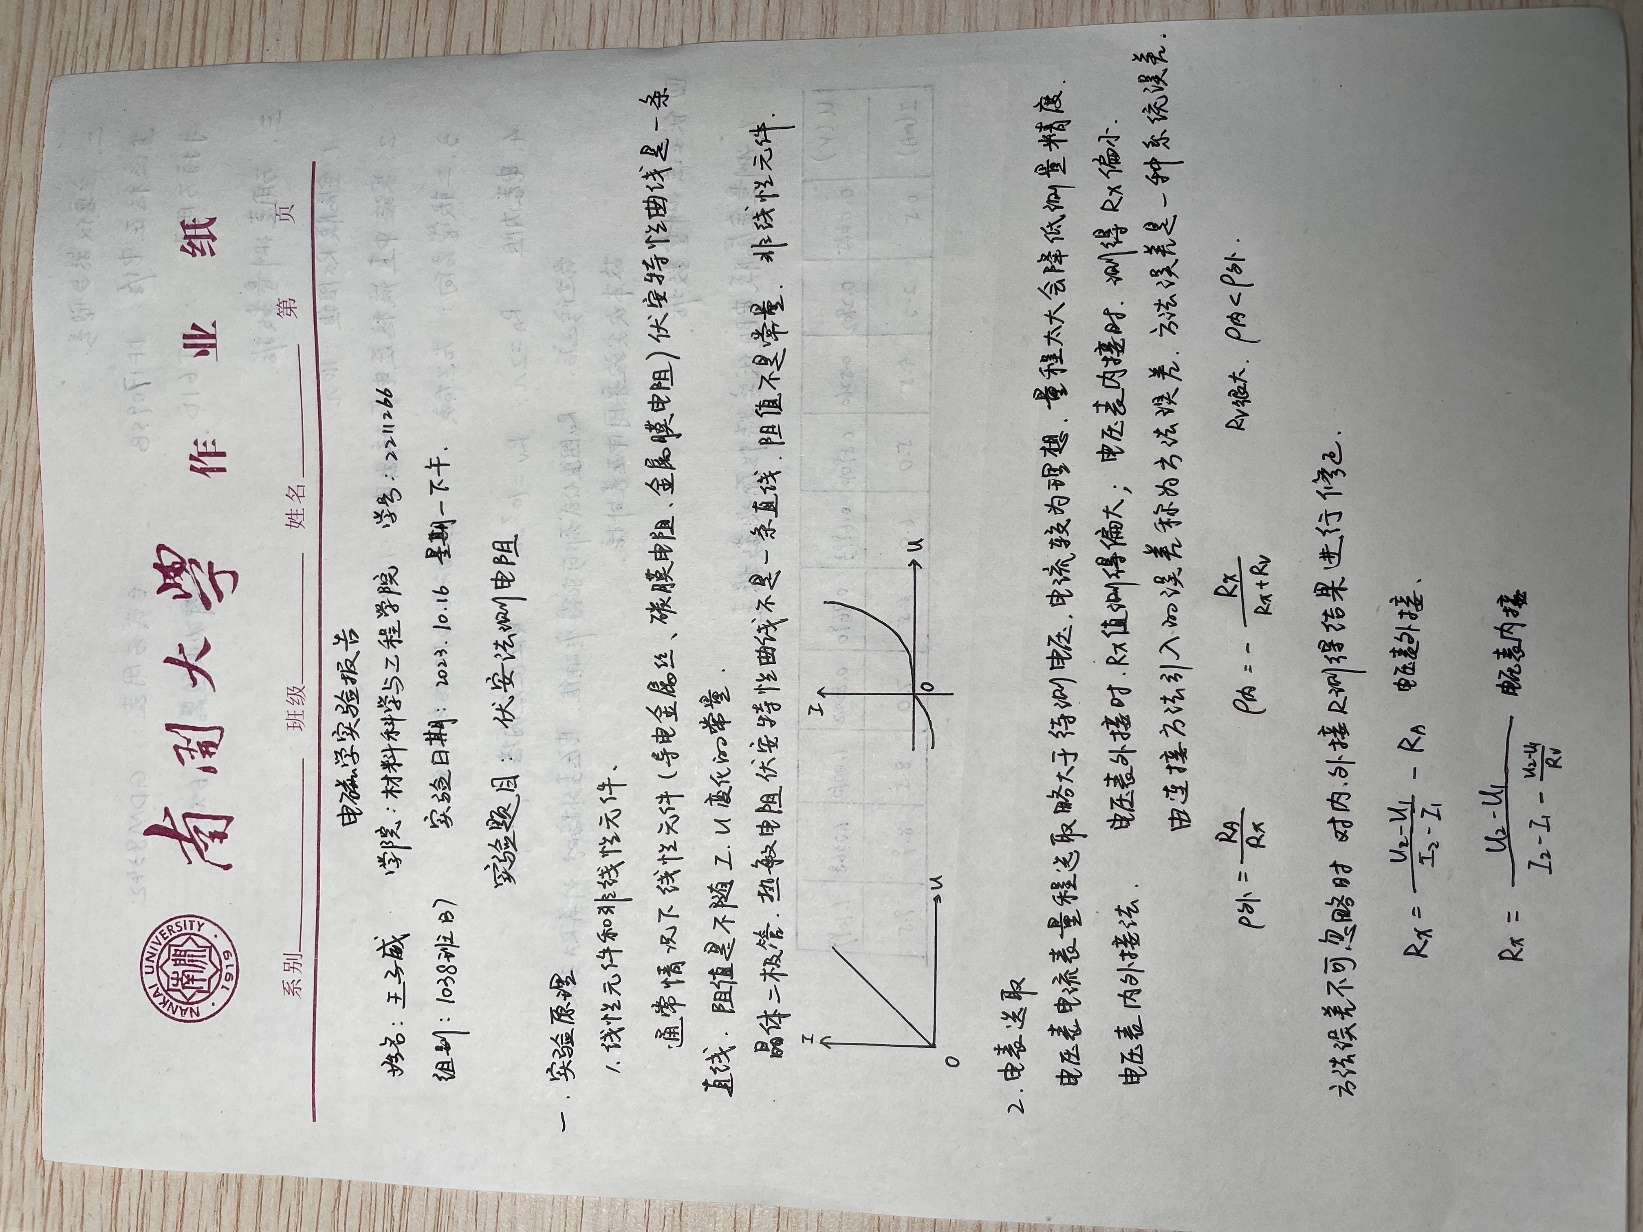 NANKAI UNIVERSITY
1919
南开大学
作业纸
系别 班级 姓名 第 页
电磁学实验报告
姓名:王子威 学院:材料科学与工程学院 学号:2211266
组别:1038班B7 实验日期:2023.10.16 星期一下午.
实验题目: 伏安法测电阻
一.实验原理
1.线性元件和非线性元件、
通常情况下线性元件(导电金属丝、碳膜电阻、金属膜电阻)伏安特性曲线是一条
直线.阻值是不随I.U变化的常量.
晶体二极管.热敏电阻伏安特性曲线不是一条直线.阻值不是常量.非线性元件.
I U O
I U O
2.电表选取
电压表电流表量程选取略大于待测电压.电流较为理想.量程太大会降低测量精度.
电压表内外接法. 电压表外接时.Rx值测得偏大;电压表内接时.测得Rx偏小.
由连接方法引入的误差称为方法误差.方法误差是一种系统误差.
ρ外=RA/Rx ρ内=-Rx/(Rx+RV) RV很大.ρ内<ρ外.
方法误差不可忽略时 对内.外接R测得结果进行修正.
Rx=(U2-U1)/(I2-I1)-RA 电压表外接.
Rx=(U2-U1)/(I2-I1-(U2-U1)/RV) 电压表内接